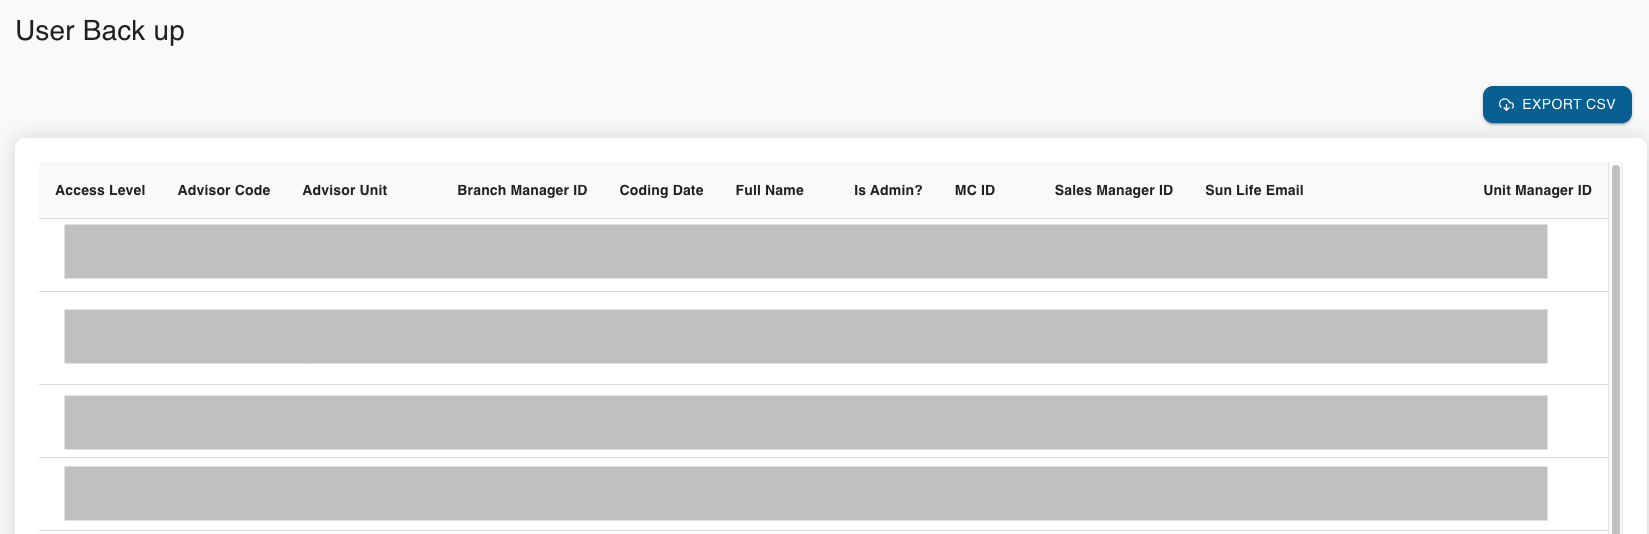 User Back up
EXPORT CSV
Access Level Advisor Code Advisor Unit Branch Manager ID Coding Date Full Name Is Admin? MC ID Sales Manager ID Sun Life Email Unit Manager ID